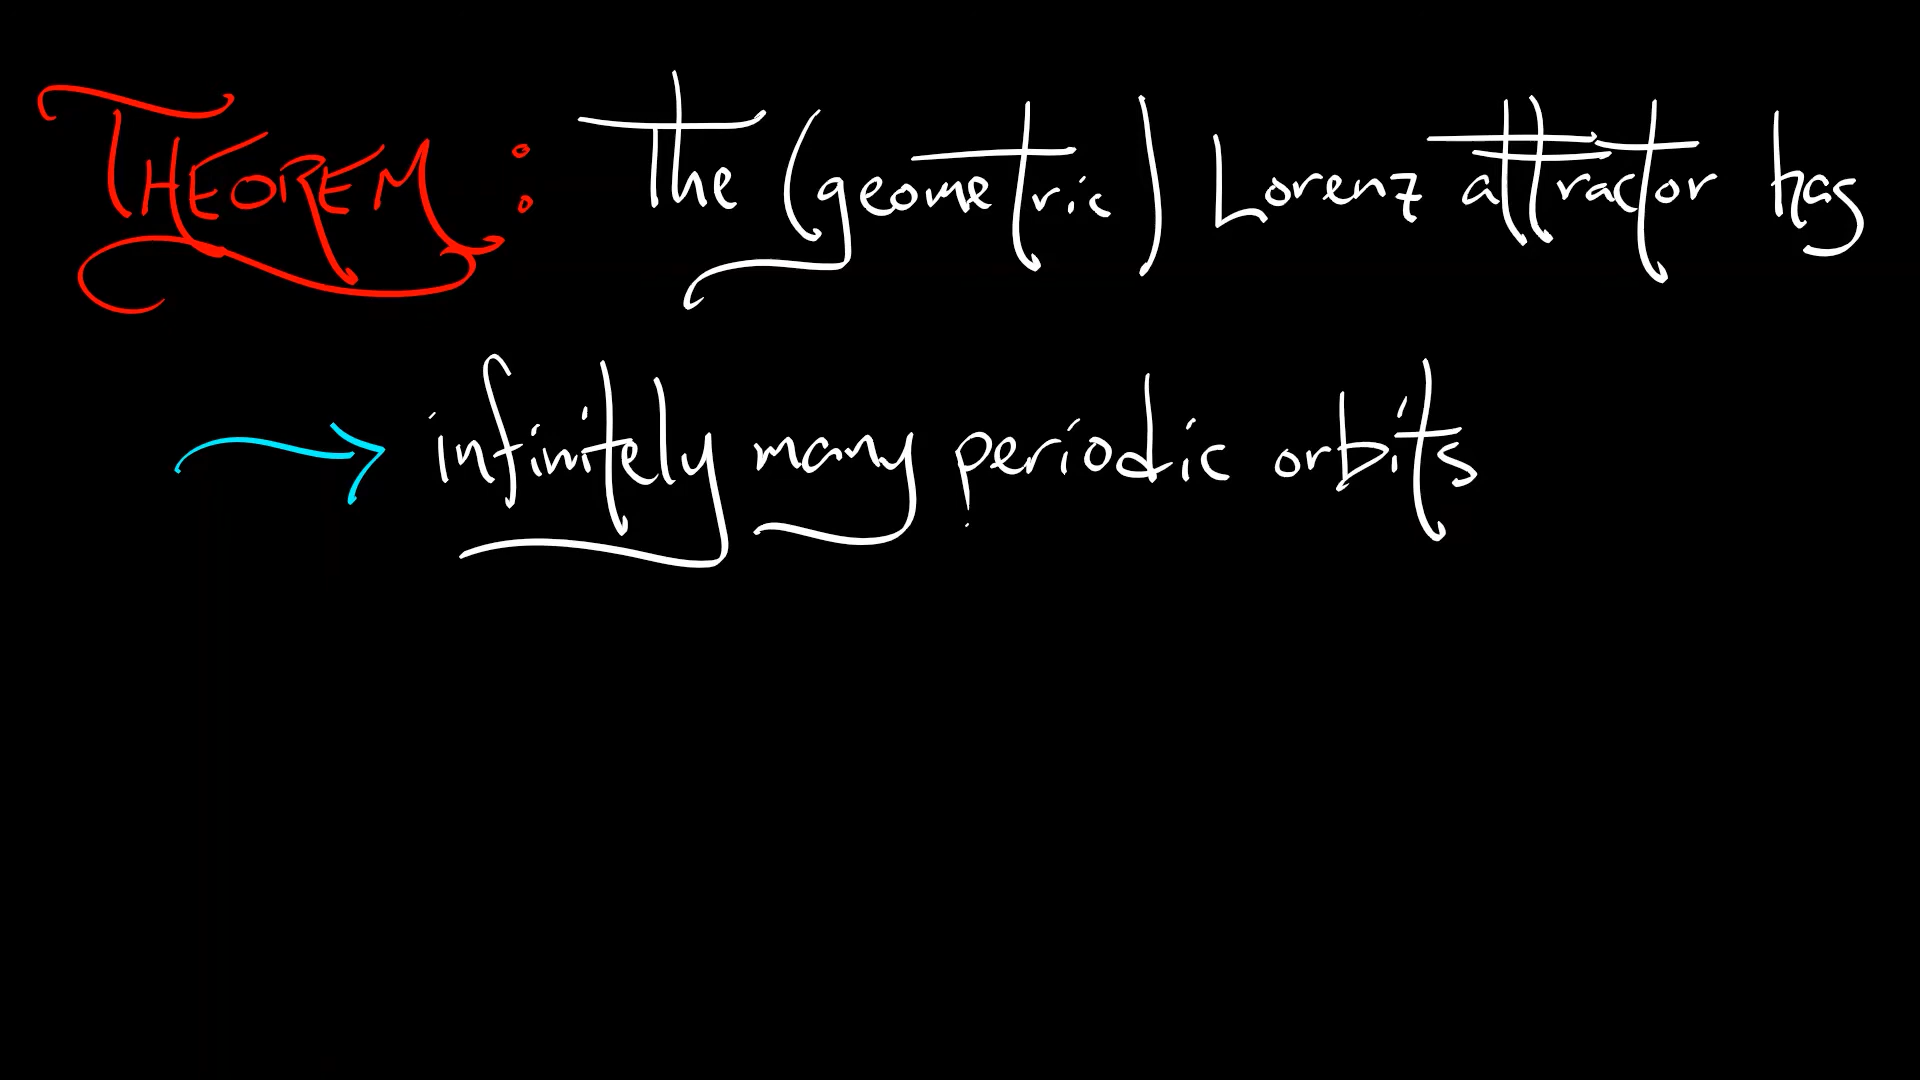 THEOREM: The (geometric) Lorenz attractor has
→ infinitely many periodic orbits